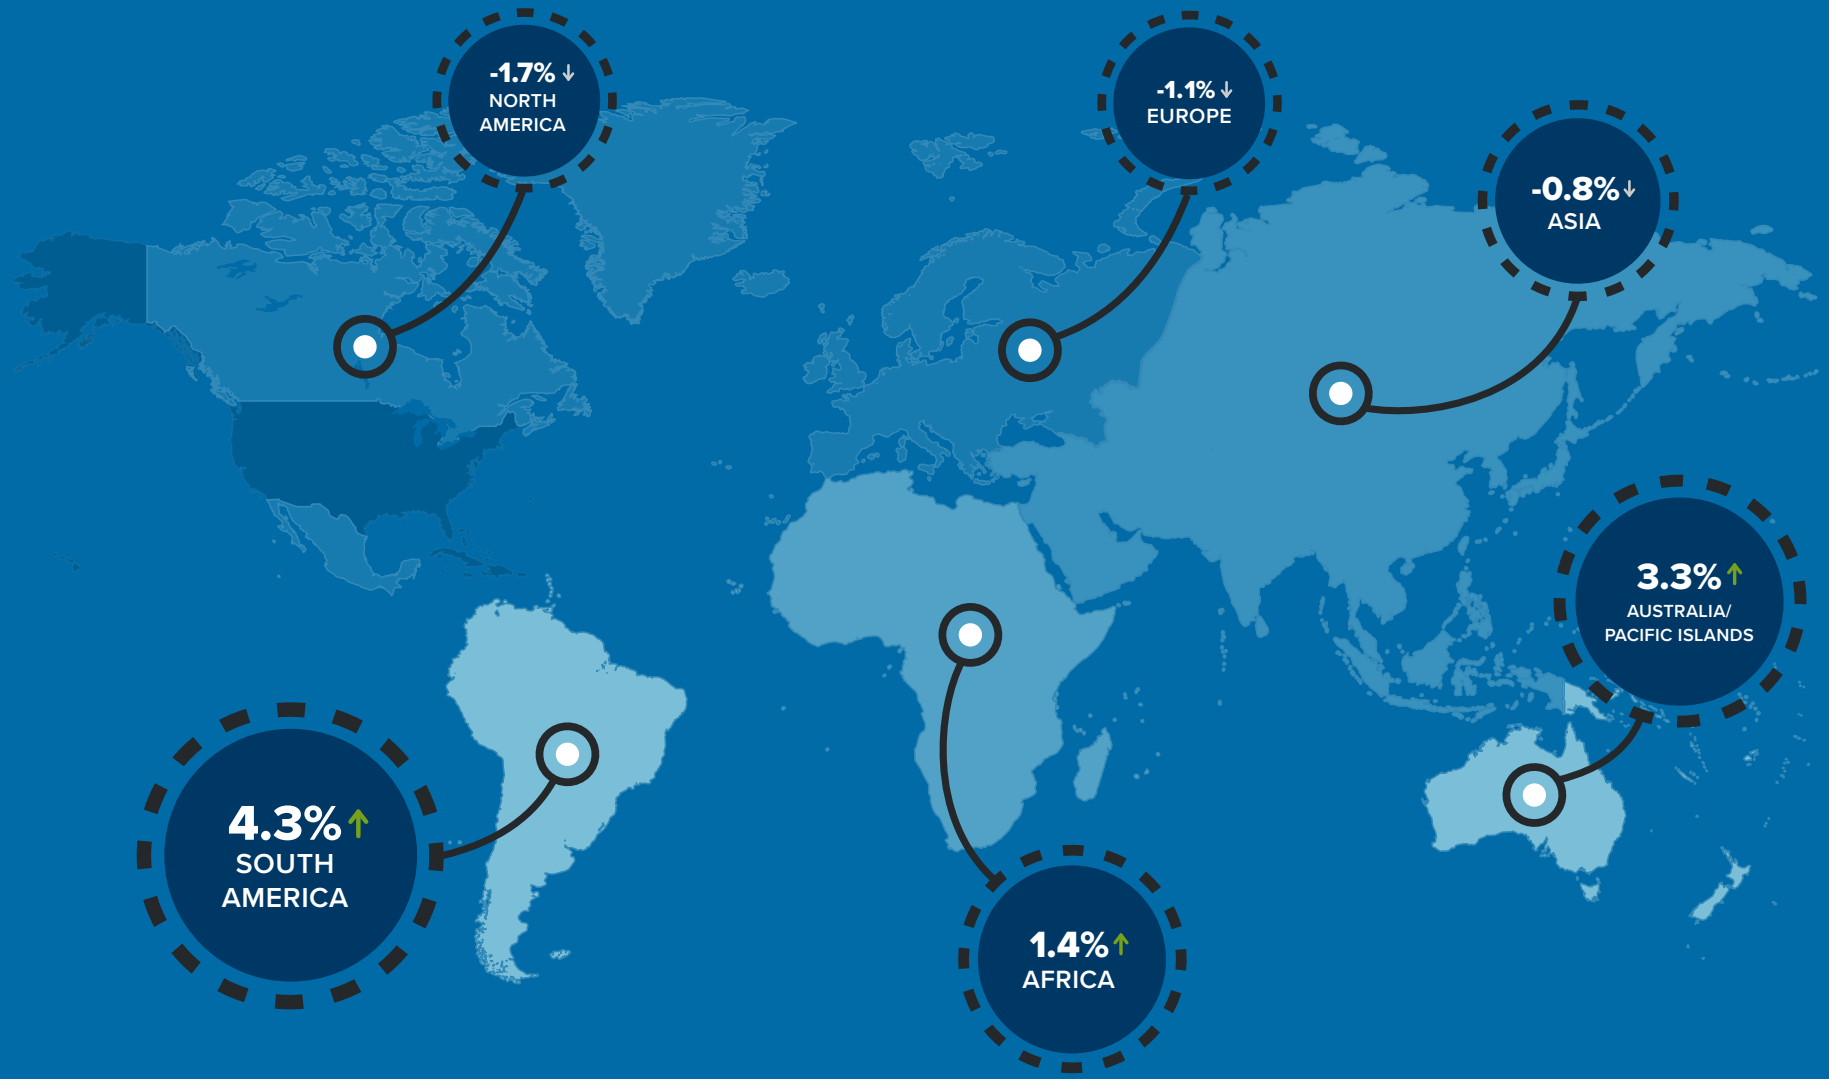 -1.7%
NORTH
AMERICA
-1.1%
EUROPE
-0.8%
ASIA
3.3%
AUSTRALIA/
PACIFIC ISLANDS
4.3%
SOUTH
AMERICA
1.4%
AFRICA